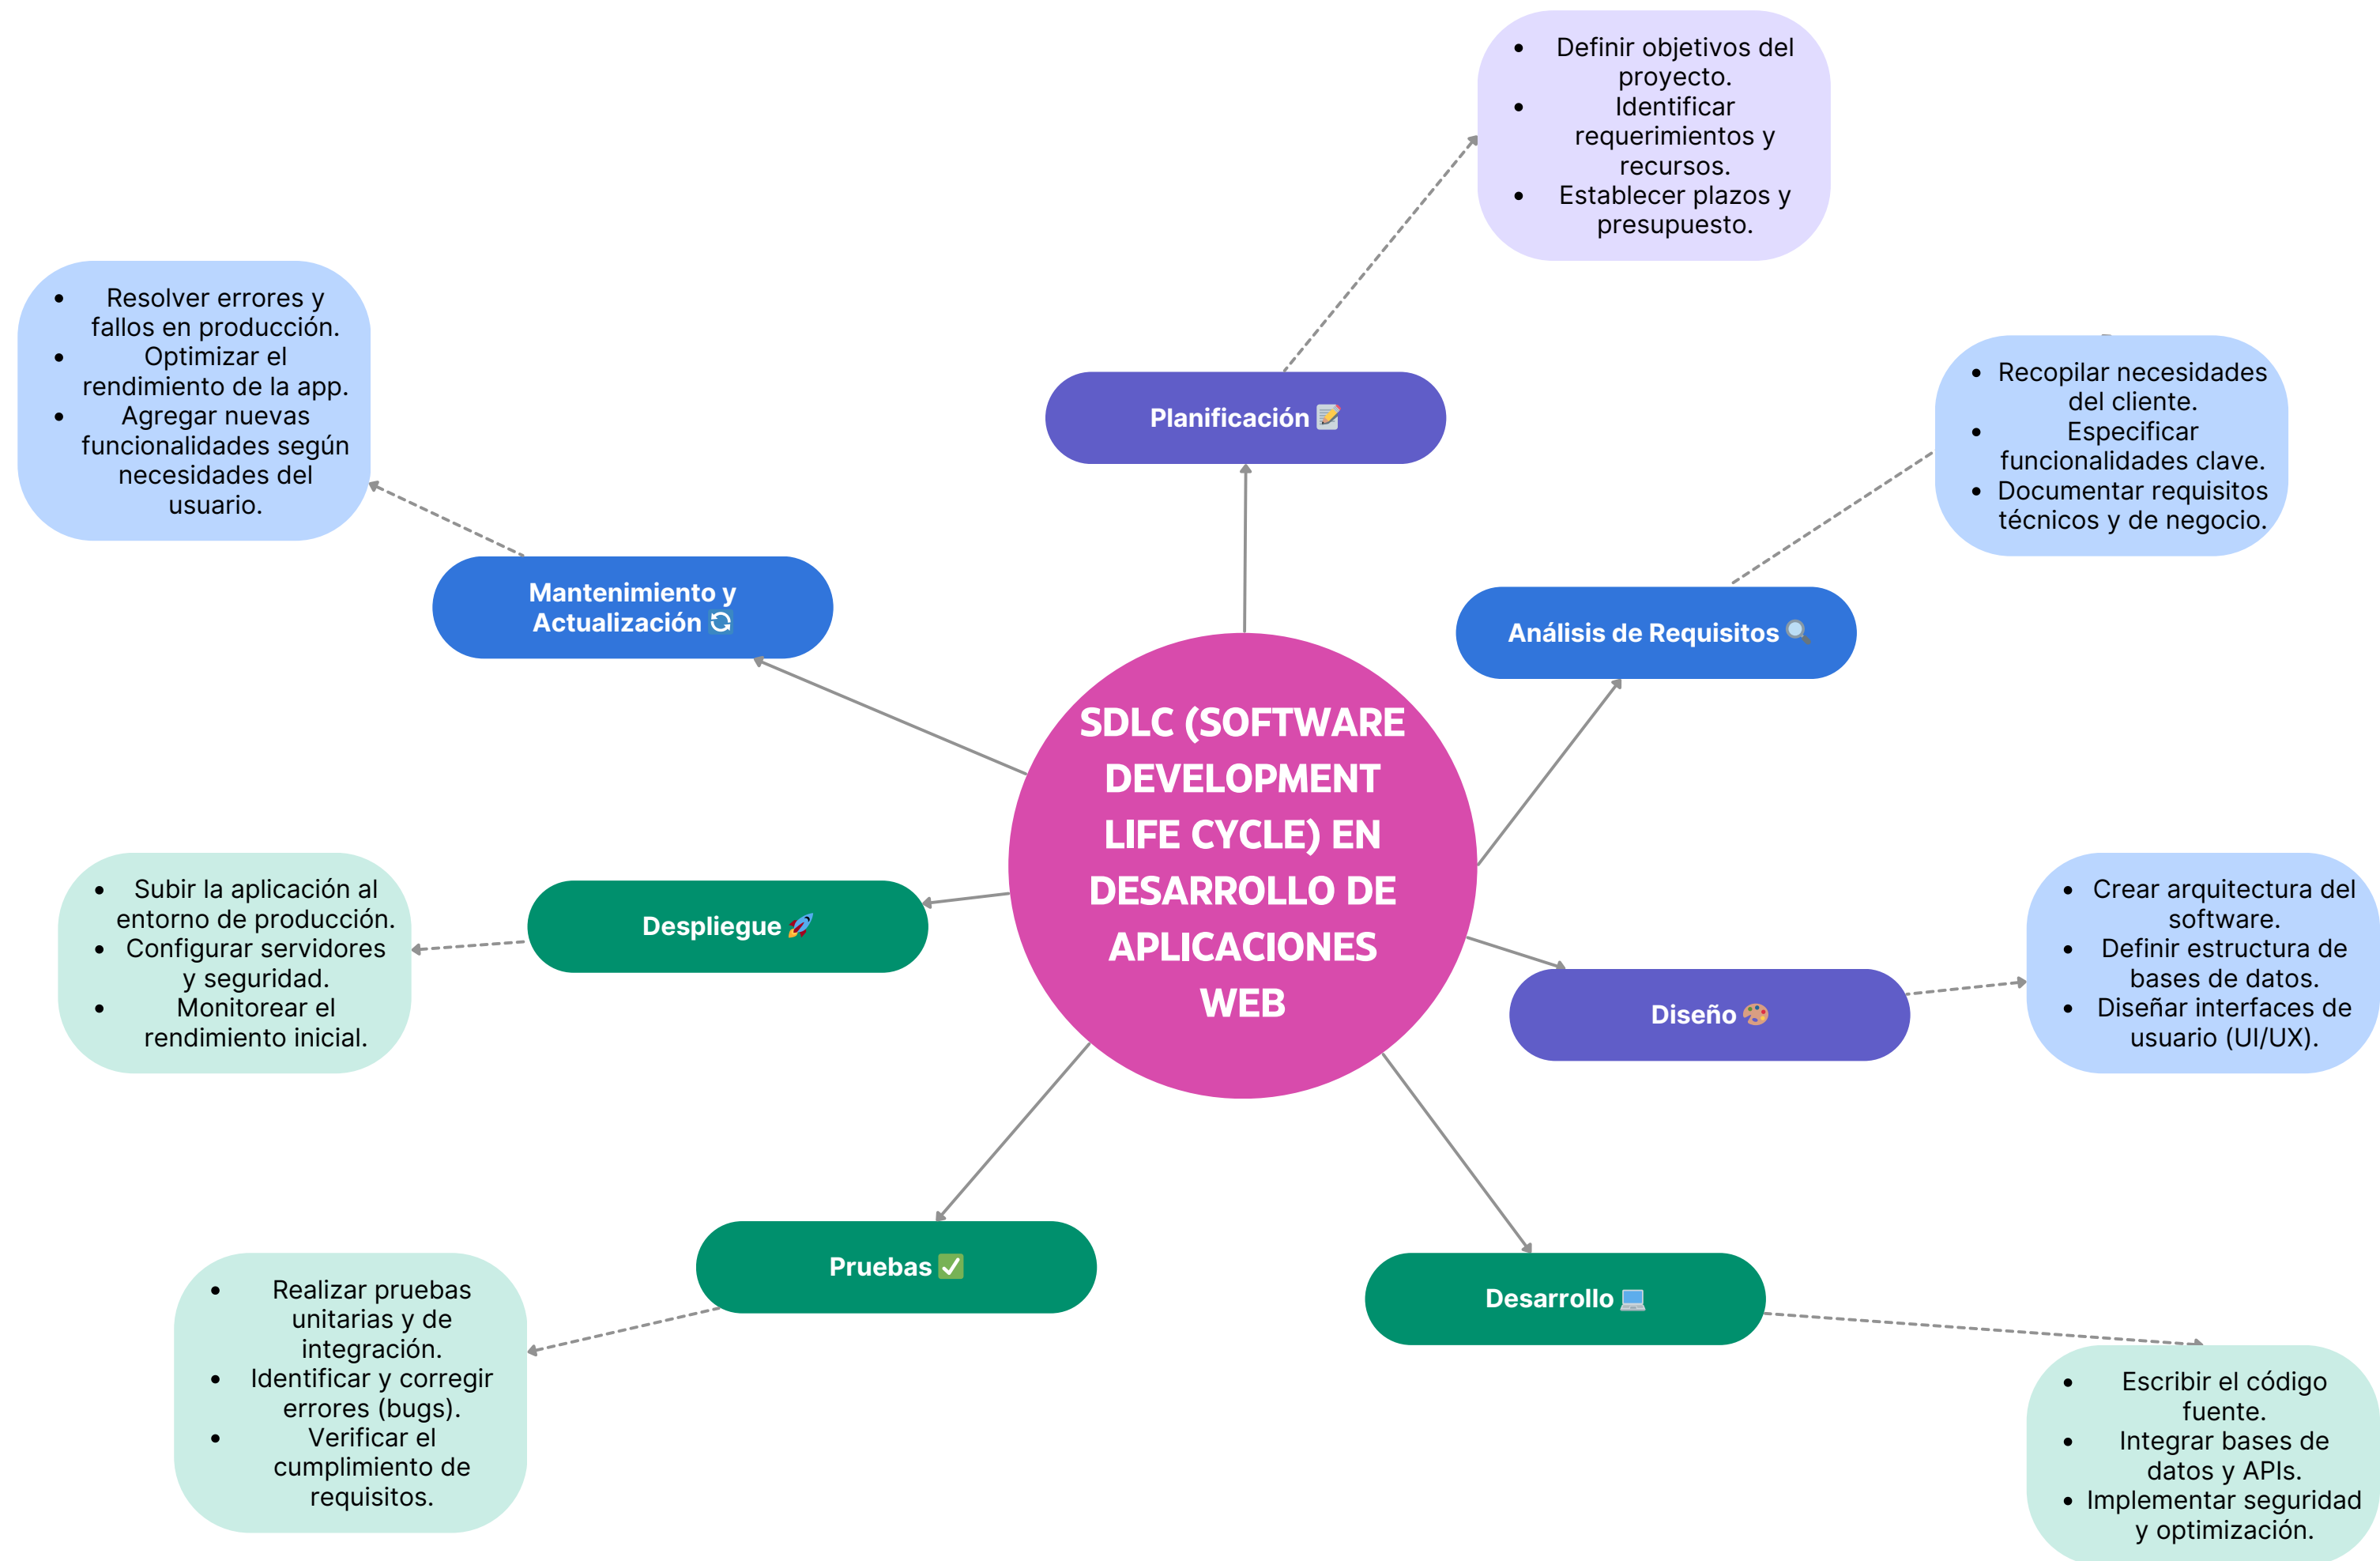 SDLC (SOFTWARE
DEVELOPMENT
LIFE CYCLE) EN
DESARROLLO DE
APLICACIONES
WEB
Planificación 📝
• Definir objetivos del
proyecto.
• Identificar
requerimientos y
recursos.
• Establecer plazos y
presupuesto.
Análisis de Requisitos 🔍
• Recopilar necesidades
del cliente.
• Especificar
funcionalidades clave.
• Documentar requisitos
técnicos y de negocio.
Diseño 🎨
• Crear arquitectura del
software.
• Definir estructura de
bases de datos.
• Diseñar interfaces de
usuario (UI/UX).
Desarrollo 💻
• Escribir el código
fuente.
• Integrar bases de
datos y APIs.
• Implementar seguridad
y optimización.
Pruebas ✅
• Realizar pruebas
unitarias y de
integración.
• Identificar y corregir
errores (bugs).
• Verificar el
cumplimiento de
requisitos.
Despliegue 🚀
• Subir la aplicación al
entorno de producción.
• Configurar servidores
y seguridad.
• Monitorear el
rendimiento inicial.
Mantenimiento y
Actualización 🔄
• Resolver errores y
fallos en producción.
• Optimizar el
rendimiento de la app.
• Agregar nuevas
funcionalidades según
necesidades del
usuario.